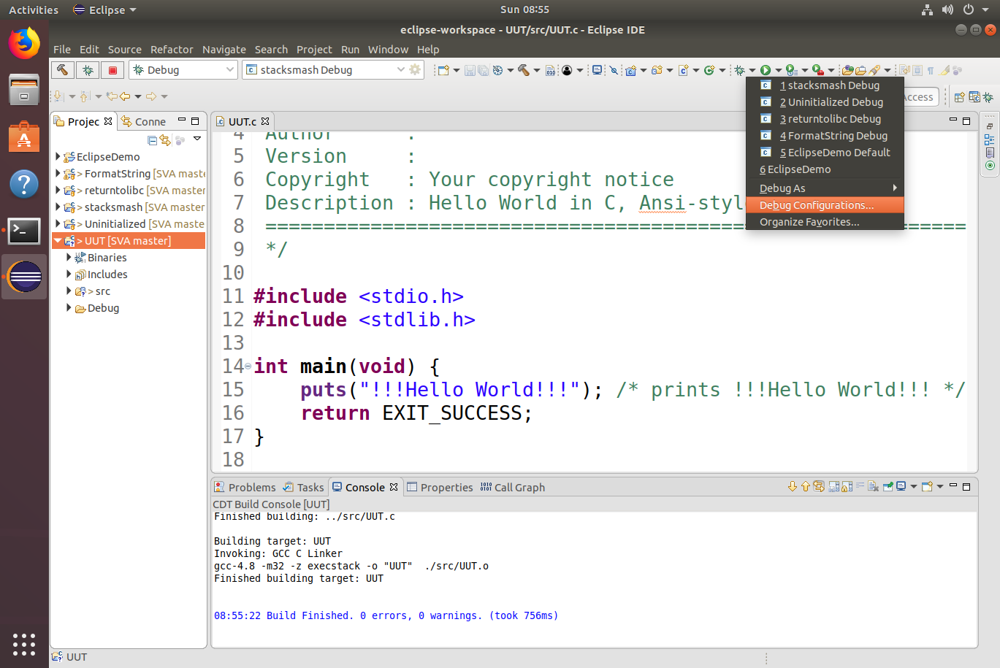 Activities Eclipse Sun 08:55
eclipse-workspace - UUT/src/UUT.c - Eclipse IDE
File Edit Source Refactor Navigate Search Project Run Window Help
Debug stacksmash Debug
ccess
1 stacksmash Debug
2 Uninitialized Debug
3 returntolibc Debug
4 FormatString Debug
5 EclipseDemo Default
6 EclipseDemo
Debug As
Debug Configurations...
Organize Favorites...
Projec Conne
EclipseDemo
> FormatString [SVA maste
> returntolibc [SVA master
> stacksmash [SVA master
> Uninitialized [SVA maste
> UUT [SVA master]
Binaries
Includes
> src
Debug
UUT.c
4 Author :
5 Version :
6 Copyright : Your copyright notice
7 Description : Hello World in C, Ansi-style
8 ============================================================
9 */
10
11 #include <stdio.h>
12 #include <stdlib.h>
13
14 int main(void) {
15 puts("!!!Hello World!!!"); /* prints !!!Hello World!!! */
16 return EXIT_SUCCESS;
17 }
18
Problems Tasks Console Properties Call Graph
CDT Build Console [UUT]
Finished building: ../src/UUT.c
Building target: UUT
Invoking: GCC C Linker
gcc-4.8 -m32 -z execstack -o "UUT" ./src/UUT.o
Finished building target: UUT
08:55:22 Build Finished. 0 errors, 0 warnings. (took 756ms)
UUT